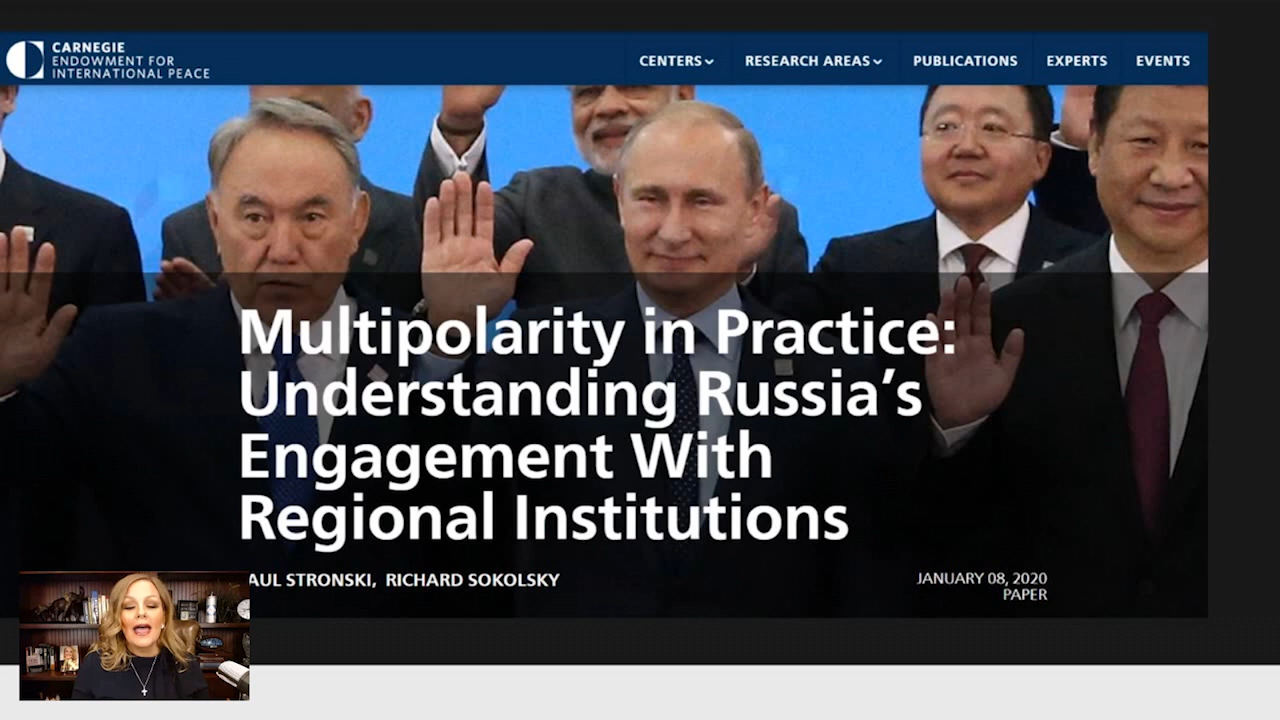 CARNEGIE
ENDOWMENT FOR
INTERNATIONAL PEACE
CENTERS
RESEARCH AREAS
PUBLICATIONS
EXPERTS
EVENTS
Multipolarity in Practice:
Understanding Russia's
Engagement With
Regional Institutions
AUL STRONSKI, RICHARD SOKOLSKY
JANUARY 08, 2020
PAPER